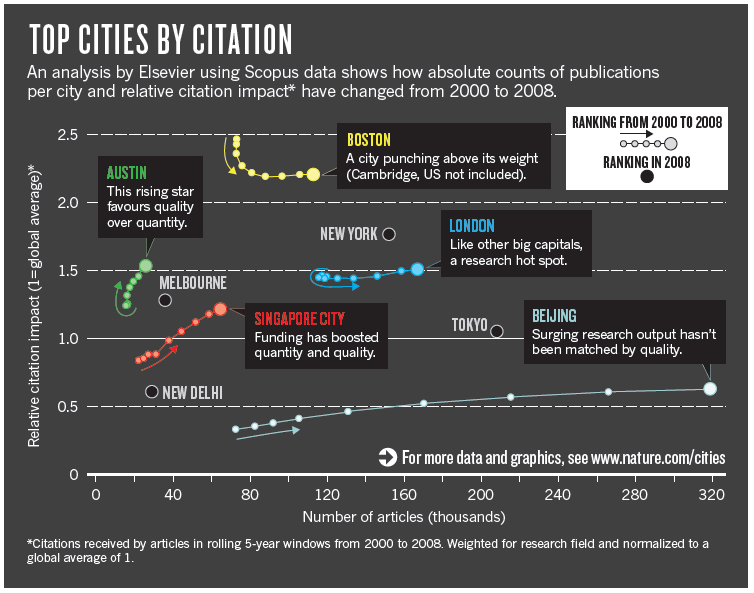 TOP CITIES BY CITATION
An analysis by Elsevier using Scopus data shows how absolute counts of publications
per city and relative citation impact* have changed from 2000 to 2008.
RANKING FROM 2000 TO 2008
RANKING IN 2008
BOSTON
A city punching above its weight
(Cambridge, US not included).
AUSTIN
This rising star
favours quality
over quantity.
NEW YORK
LONDON
Like other big capitals,
a research hot spot.
MELBOURNE
SINGAPORE CITY
Funding has boosted
quantity and quality.
TOKYO
BEIJING
Surging research output hasn't
been matched by quality.
NEW DELHI
For more data and graphics, see www.nature.com/cities
Relative citation impact (1=global average)*
2.5
2.0
1.5
1.0
0.5
0
0
40
80
120
160
200
240
280
320
Number of articles (thousands)
*Citations received by articles in rolling 5-year windows from 2000 to 2008. Weighted for research field and normalized to a
global average of 1.